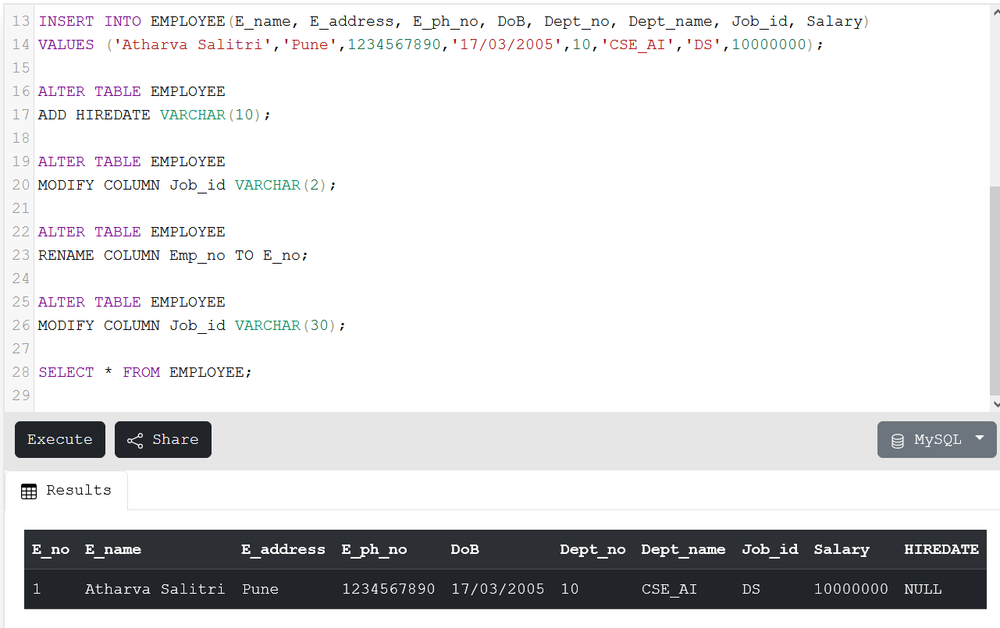 13 INSERT INTO EMPLOYEE(E_name, E_address, E_ph_no, DoB, Dept_no, Dept_name, Job_id, Salary)
14 VALUES ('Atharva Salitri','Pune',1234567890,'17/03/2005',10,'CSE_AI','DS',10000000);
15
16 ALTER TABLE EMPLOYEE
17 ADD HIREDATE VARCHAR(10);
18
19 ALTER TABLE EMPLOYEE
20 MODIFY COLUMN Job_id VARCHAR(2);
21
22 ALTER TABLE EMPLOYEE
23 RENAME COLUMN Emp_no TO E_no;
24
25 ALTER TABLE EMPLOYEE
26 MODIFY COLUMN Job_id VARCHAR(30);
27
28 SELECT * FROM EMPLOYEE;
29
Execute Share MySQL
Results
E_no E_name E_address E_ph_no DoB Dept_no Dept_name Job_id Salary HIREDATE
1 Atharva Salitri Pune 1234567890 17/03/2005 10 CSE_AI DS 10000000 NULL